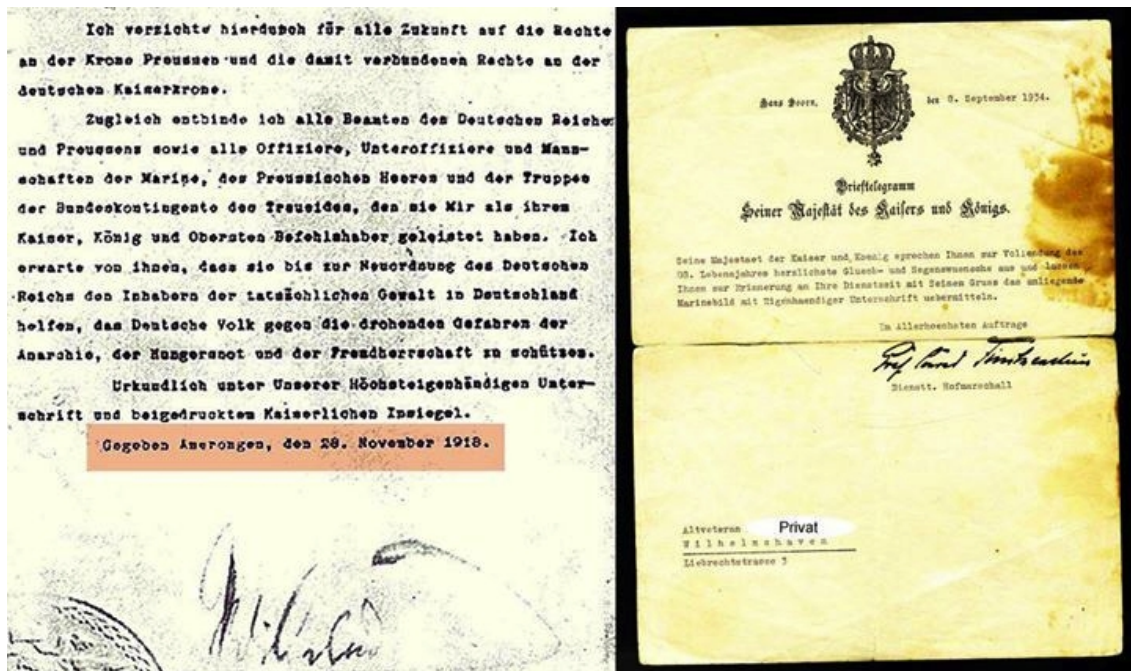 Ich verzichte hierdurch für alle Zukunft auf die Rechte
an der Krone Preussen und die damit verbundenen Rechte an der
deutschen Kaiserkrone.
Zugleich entbinde ich alle Beamten des Deutschen Reiches
und Preussens sowie alle Offiziere, Unteroffiziere und Mann-
schaften der Marine, des Preussischen Heeres und der Truppen
der Bundeskontingente des Treueides, den sie Mir als ihrem
Kaiser, König und Obersten Befehlshaber geleistet haben. Ich
erwarte von ihnen, dass sie bis zur Neuordnung des Deutschen
Reichs den Inhabern der tatsächlichen Gewalt in Deutschland
helfen, das Deutsche Volk gegen die drohenden Gefahren der
Anarchie, der Hungersnot und der Fremdherrschaft zu schützen.
Urkundlich unter Unserer Höchsteigenhändigen Unter-
schrift und beigedrucktem Kaiserlichen Insiegel.
Gegeben Amerongen, den 28. November 1918.
Wilhelm
Haus Doorn, den 8. September 1934.
Brieftelegramm
Seiner Majestät des Kaisers und Königs.
Seine Majestaet der Kaiser und Koenig sprechen Ihnen zur Vollendung des
98. Lebensjahres herzlichste Glueck- und Segenswuensche aus und lassen
Ihnen zur Erinnerung an Ihre Dienstzeit mit Seinem Gruss das anliegende
Marinebild mit Eigenhaendiger Unterschrift uebermitteln.
Im Allerhoechsten Auftrage
Dienstt. Hofmarschall
Altveteran Privat
Wilhelmshaven
Liebrechtstrasse 3